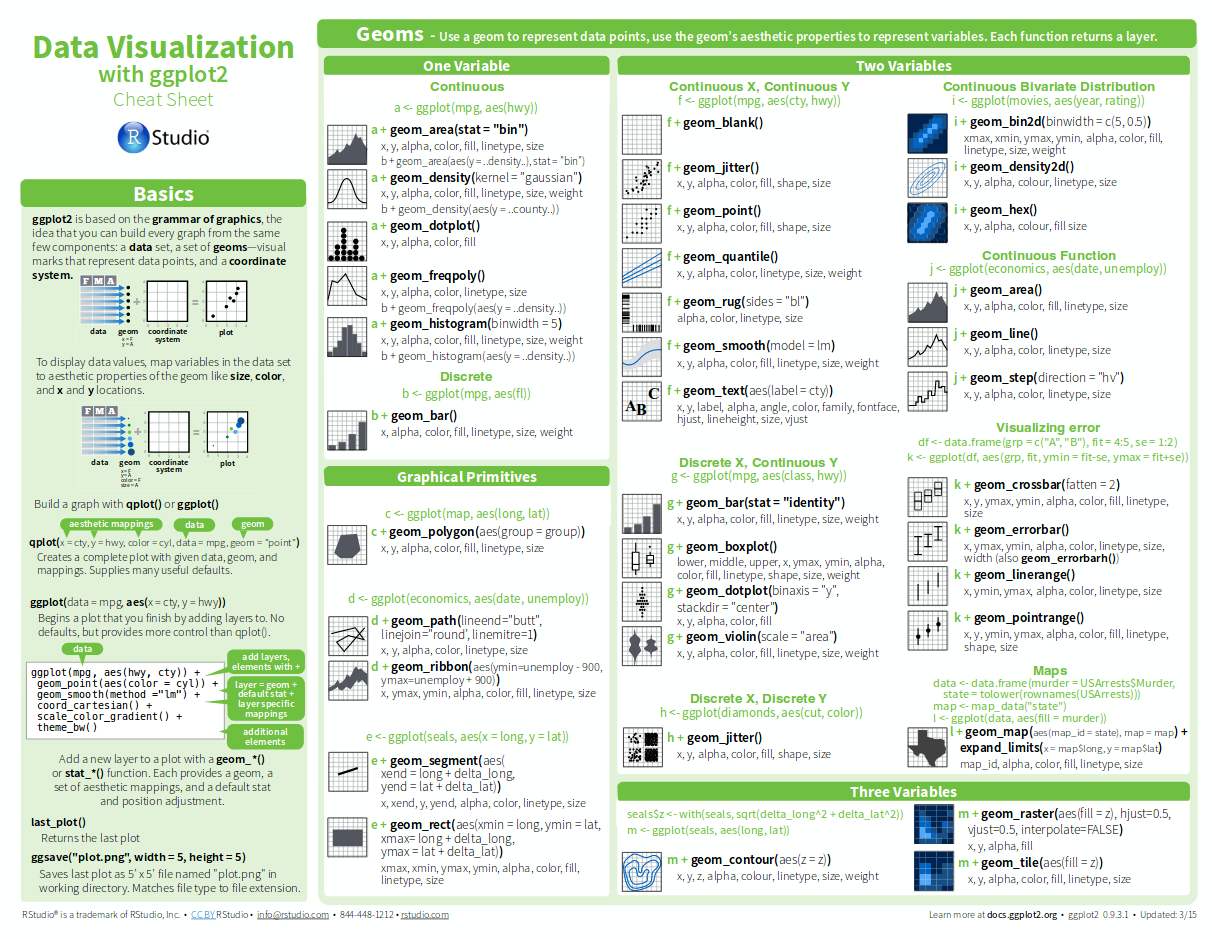 Data Visualization
with ggplot2
Cheat Sheet
R Studio®
Basics
ggplot2 is based on the grammar of graphics, the
idea that you can build every graph from the same
few components: a data set, a set of geoms—visual
marks that represent data points, and a coordinate
system.
F M A
data geom coordinate system plot
x = F
y = A
To display data values, map variables in the data set
to aesthetic properties of the geom like size, color,
and x and y locations.
F M A
data geom coordinate system plot
x = F
y = A
color = F
size = A
Build a graph with qplot() or ggplot()
aesthetic mappings data geom
qplot(x = cty, y = hwy, color = cyl, data = mpg, geom = "point")
Creates a complete plot with given data, geom, and
mappings. Supplies many useful defaults.
ggplot(data = mpg, aes(x = cty, y = hwy))
Begins a plot that you finish by adding layers to. No
defaults, but provides more control than qplot().
data
ggplot(mpg, aes(hwy, cty)) +
geom_point(aes(color = cyl)) +
geom_smooth(method ="lm") +
coord_cartesian() +
scale_color_gradient() +
theme_bw()
add layers,
elements with +
layer = geom +
default stat +
layer specific
mappings
additional
elements
Add a new layer to a plot with a geom_*()
or stat_*() function. Each provides a geom, a
set of aesthetic mappings, and a default stat
and position adjustment.
last_plot()
Returns the last plot
ggsave("plot.png", width = 5, height = 5)
Saves last plot as 5' x 5' file named "plot.png" in
working directory. Matches file type to file extension.
Geoms - Use a geom to represent data points, use the geom's aesthetic properties to represent variables. Each function returns a layer.
One Variable
Continuous
a <- ggplot(mpg, aes(hwy))
a + geom_area(stat = "bin")
x, y, alpha, color, fill, linetype, size
b + geom_area(aes(y = ..density..), stat = "bin")
a + geom_density(kernel = "gaussian")
x, y, alpha, color, fill, linetype, size, weight
b + geom_density(aes(y = ..county..))
a + geom_dotplot()
x, y, alpha, color, fill
a + geom_freqpoly()
x, y, alpha, color, linetype, size
b + geom_freqpoly(aes(y = ..density..))
a + geom_histogram(binwidth = 5)
x, y, alpha, color, fill, linetype, size, weight
b + geom_histogram(aes(y = ..density..))
Discrete
b <- ggplot(mpg, aes(fl))
b + geom_bar()
x, alpha, color, fill, linetype, size, weight
Graphical Primitives
c <- ggplot(map, aes(long, lat))
c + geom_polygon(aes(group = group))
x, y, alpha, color, fill, linetype, size
d <- ggplot(economics, aes(date, unemploy))
d + geom_path(lineend="butt",
linejoin="round', linemitre=1)
x, y, alpha, color, linetype, size
d + geom_ribbon(aes(ymin=unemploy - 900,
ymax=unemploy + 900))
x, ymax, ymin, alpha, color, fill, linetype, size
e <- ggplot(seals, aes(x = long, y = lat))
e + geom_segment(aes(
xend = long + delta_long,
yend = lat + delta_lat))
x, xend, y, yend, alpha, color, linetype, size
e + geom_rect(aes(xmin = long, ymin = lat,
xmax= long + delta_long,
ymax = lat + delta_lat))
xmax, xmin, ymax, ymin, alpha, color, fill,
linetype, size
Two Variables
Continuous X, Continuous Y
f <- ggplot(mpg, aes(cty, hwy))
f + geom_blank()
f + geom_jitter()
x, y, alpha, color, fill, shape, size
f + geom_point()
x, y, alpha, color, fill, shape, size
f + geom_quantile()
x, y, alpha, color, linetype, size, weight
f + geom_rug(sides = "bl")
alpha, color, linetype, size
f + geom_smooth(model = lm)
x, y, alpha, color, fill, linetype, size, weight
A B C
f + geom_text(aes(label = cty))
x, y, label, alpha, angle, color, family, fontface,
hjust, lineheight, size, vjust
Discrete X, Continuous Y
g <- ggplot(mpg, aes(class, hwy))
g + geom_bar(stat = "identity")
x, y, alpha, color, fill, linetype, size, weight
g + geom_boxplot()
lower, middle, upper, x, ymax, ymin, alpha,
color, fill, linetype, shape, size, weight
g + geom_dotplot(binaxis = "y",
stackdir = "center")
x, y, alpha, color, fill
g + geom_violin(scale = "area")
x, y, alpha, color, fill, linetype, size, weight
Discrete X, Discrete Y
h <- ggplot(diamonds, aes(cut, color))
h + geom_jitter()
x, y, alpha, color, fill, shape, size
Continuous Bivariate Distribution
i <- ggplot(movies, aes(year, rating))
i + geom_bin2d(binwidth = c(5, 0.5))
xmax, xmin, ymax, ymin, alpha, color, fill,
linetype, size, weight
i + geom_density2d()
x, y, alpha, colour, linetype, size
i + geom_hex()
x, y, alpha, colour, fill size
Continuous Function
j <- ggplot(economics, aes(date, unemploy))
j + geom_area()
x, y, alpha, color, fill, linetype, size
j + geom_line()
x, y, alpha, color, linetype, size
j + geom_step(direction = "hv")
x, y, alpha, color, linetype, size
Visualizing error
df <- data.frame(grp = c("A", "B"), fit = 4:5, se = 1:2)
k <- ggplot(df, aes(grp, fit, ymin = fit-se, ymax = fit+se))
k + geom_crossbar(fatten = 2)
x, y, ymax, ymin, alpha, color, fill, linetype,
size
k + geom_errorbar()
x, ymax, ymin, alpha, color, linetype, size,
width (also geom_errorbarh())
k + geom_linerange()
x, ymin, ymax, alpha, color, linetype, size
k + geom_pointrange()
x, y, ymin, ymax, alpha, color, fill, linetype,
shape, size
Maps
data <- data.frame(murder = USArrests$Murder,
state = tolower(rownames(USArrests)))
map <- map_data("state")
l <- ggplot(data, aes(fill = murder))
l + geom_map(aes(map_id = state), map = map) +
expand_limits(x = map$long, y = map$lat)
map_id, alpha, color, fill, linetype, size
Three Variables
seals$z <- with(seals, sqrt(delta_long^2 + delta_lat^2))
m <- ggplot(seals, aes(long, lat))
m + geom_contour(aes(z = z))
x, y, z, alpha, colour, linetype, size, weight
m + geom_raster(aes(fill = z), hjust=0.5,
vjust=0.5, interpolate=FALSE)
x, y, alpha, fill
m + geom_tile(aes(fill = z))
x, y, alpha, color, fill, linetype, size
RStudio® is a trademark of RStudio, Inc. • CC BY RStudio • info@rstudio.com • 844-448-1212 • rstudio.com
Learn more at docs.ggplot2.org • ggplot2 0.9.3.1 • Updated: 3/15